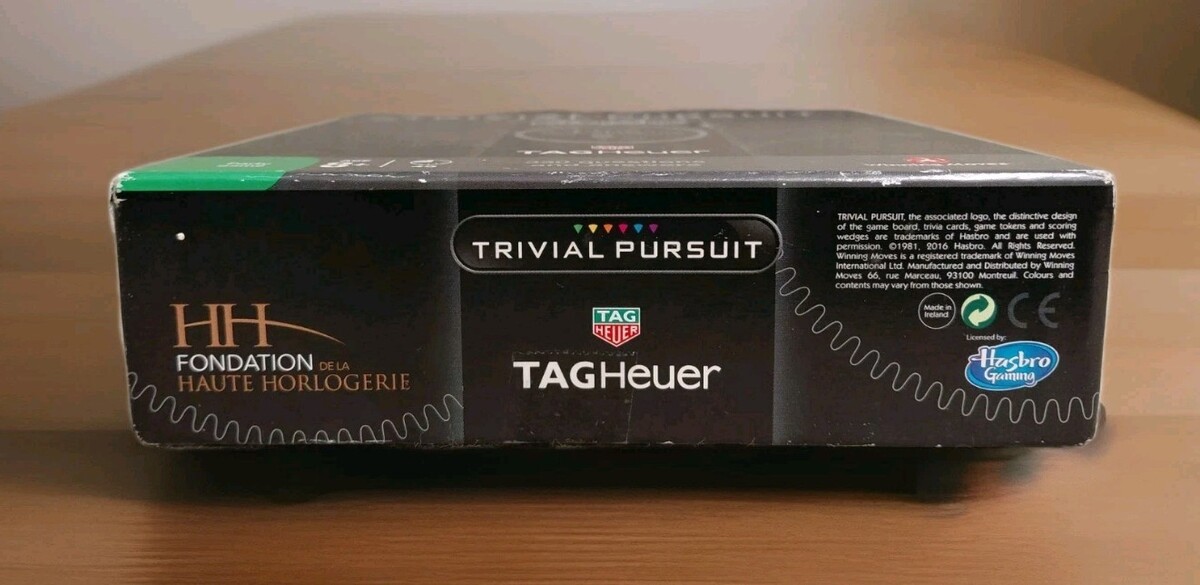 TAGHeuer
TRIVIAL PURSUIT
TAG
HEUER
TAGHeuer
HH
FONDATION DE LA
HAUTE HORLOGERIE
TRIVIAL PURSUIT, the associated logo, the distinctive design
of the game board, trivia cards, game tokens and scoring
wedges are trademarks of Hasbro and are used with
permission. ©1981, 2016 Hasbro. All Rights Reserved.
Winning Moves is a registered trademark of Winning Moves
International Ltd. Manufactured and Distributed by Winning
Moves 66, rue Marceau, 93100 Montreuil. Colours and
contents may vary from those shown.
Made in
Ireland
CE
Licensed by:
Hasbro
Gaming